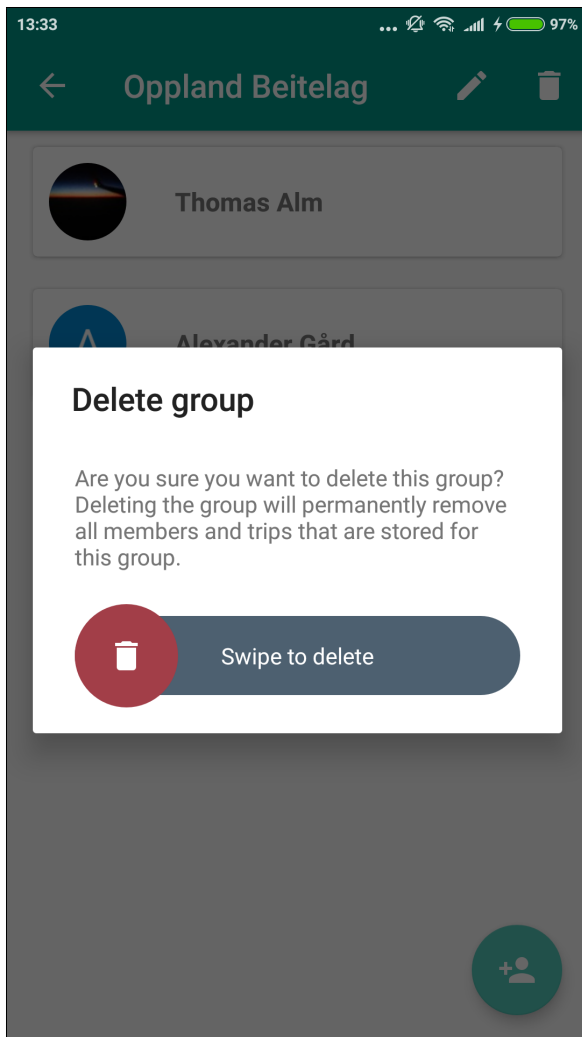 13:33
97%
Oppland Beitelag
Thomas Alm
A
Alexander Gård
Delete group
Are you sure you want to delete this group?
Deleting the group will permanently remove
all members and trips that are stored for
this group.
Swipe to delete